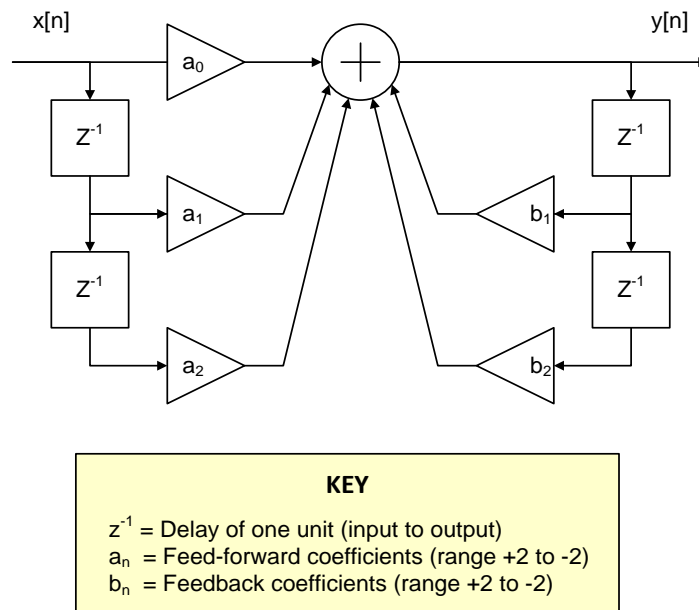 x[n] y[n]
a₀
Z⁻¹ Z⁻¹
a₁ b₁
Z⁻¹ Z⁻¹
a₂ b₂
KEY
z⁻¹ = Delay of one unit (input to output)
aₙ = Feed-forward coefficients (range +2 to -2)
bₙ = Feedback coefficients (range +2 to -2)